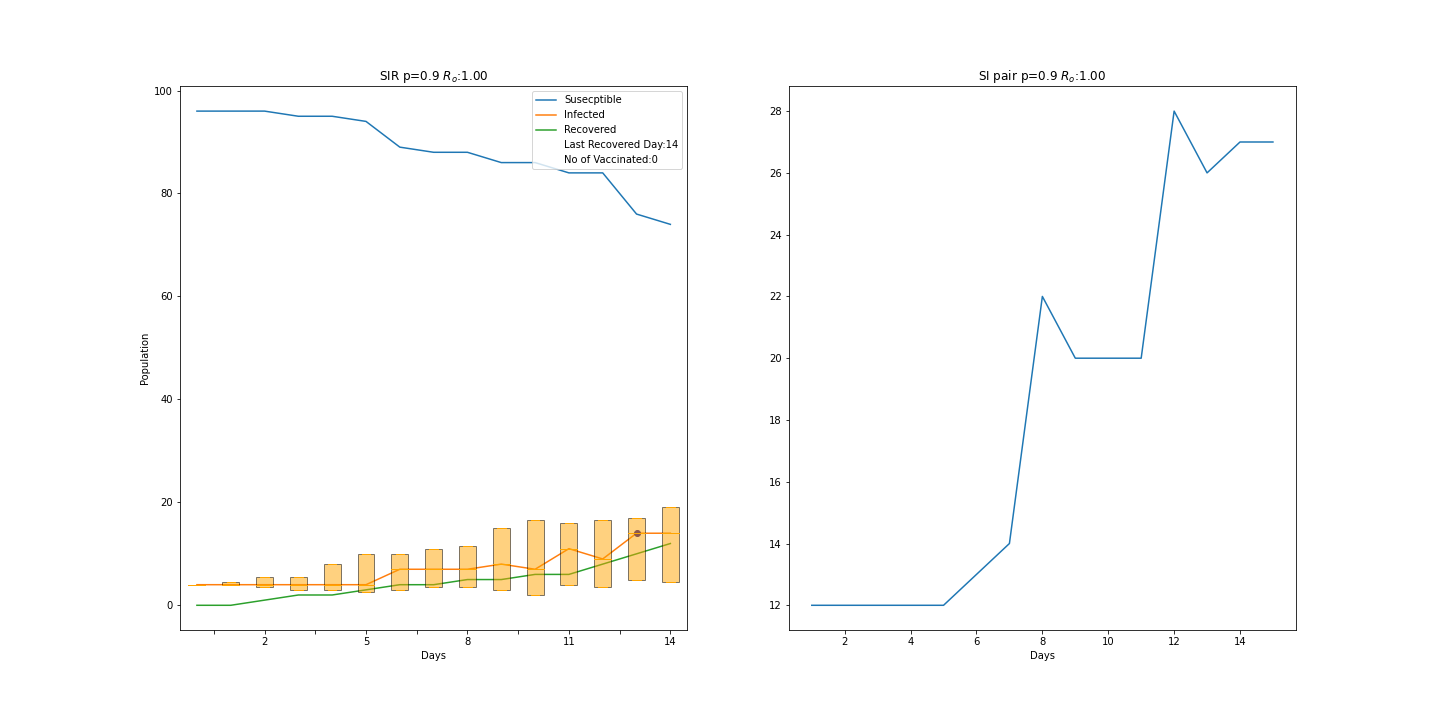 SIR p=0.9 Rₒ:1.00
100
80
60
40
20
0
Population
Susecptible
Infected
Recovered
Last Recovered Day:14
No of Vaccinated:0
2 5 8 11 14
Days
SI pair p=0.9 Rₒ:1.00
28
26
24
22
20
18
16
14
12
2 4 6 8 10 12 14
Days